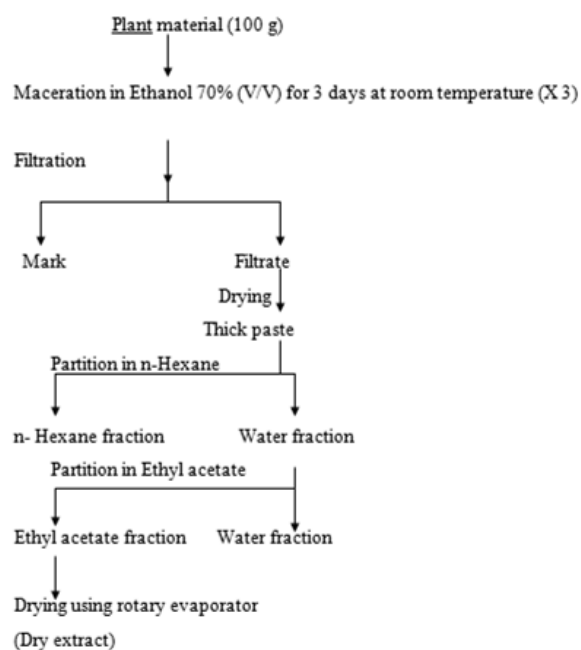 Plant material (100 g)
Maceration in Ethanol 70% (V/V) for 3 days at room temperature (X 3)
Filtration
Mark Filtrate
Drying
Thick paste
Partition in n-Hexane
n- Hexane fraction Water fraction
Partition in Ethyl acetate
Ethyl acetate fraction Water fraction
Drying using rotary evaporator
(Dry extract)